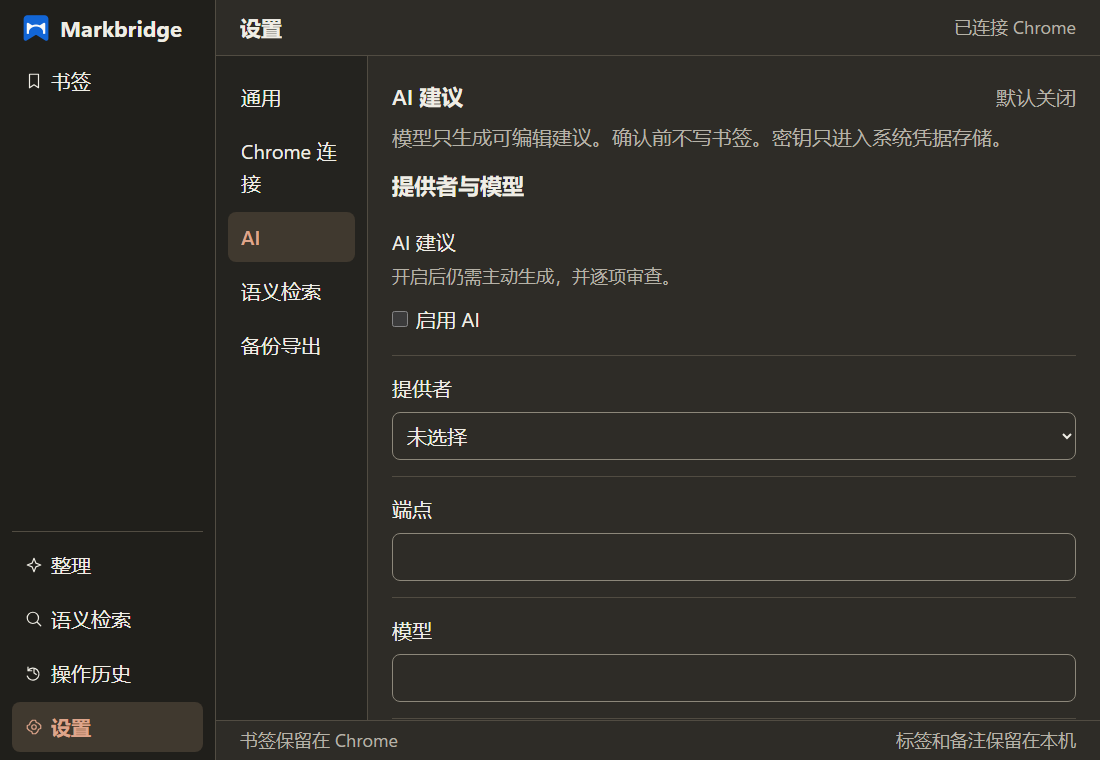 Markbridge
书签
整理
语义检索
操作历史
设置
设置
已连接 Chrome
通用
Chrome 连
接
AI
语义检索
备份导出
AI 建议
默认关闭
模型只生成可编辑建议。确认前不写书签。密钥只进入系统凭据存储。
提供者与模型
AI 建议
开启后仍需主动生成，并逐项审查。
启用 AI
提供者
未选择
端点
模型
书签保留在 Chrome
标签和备注保留在本机